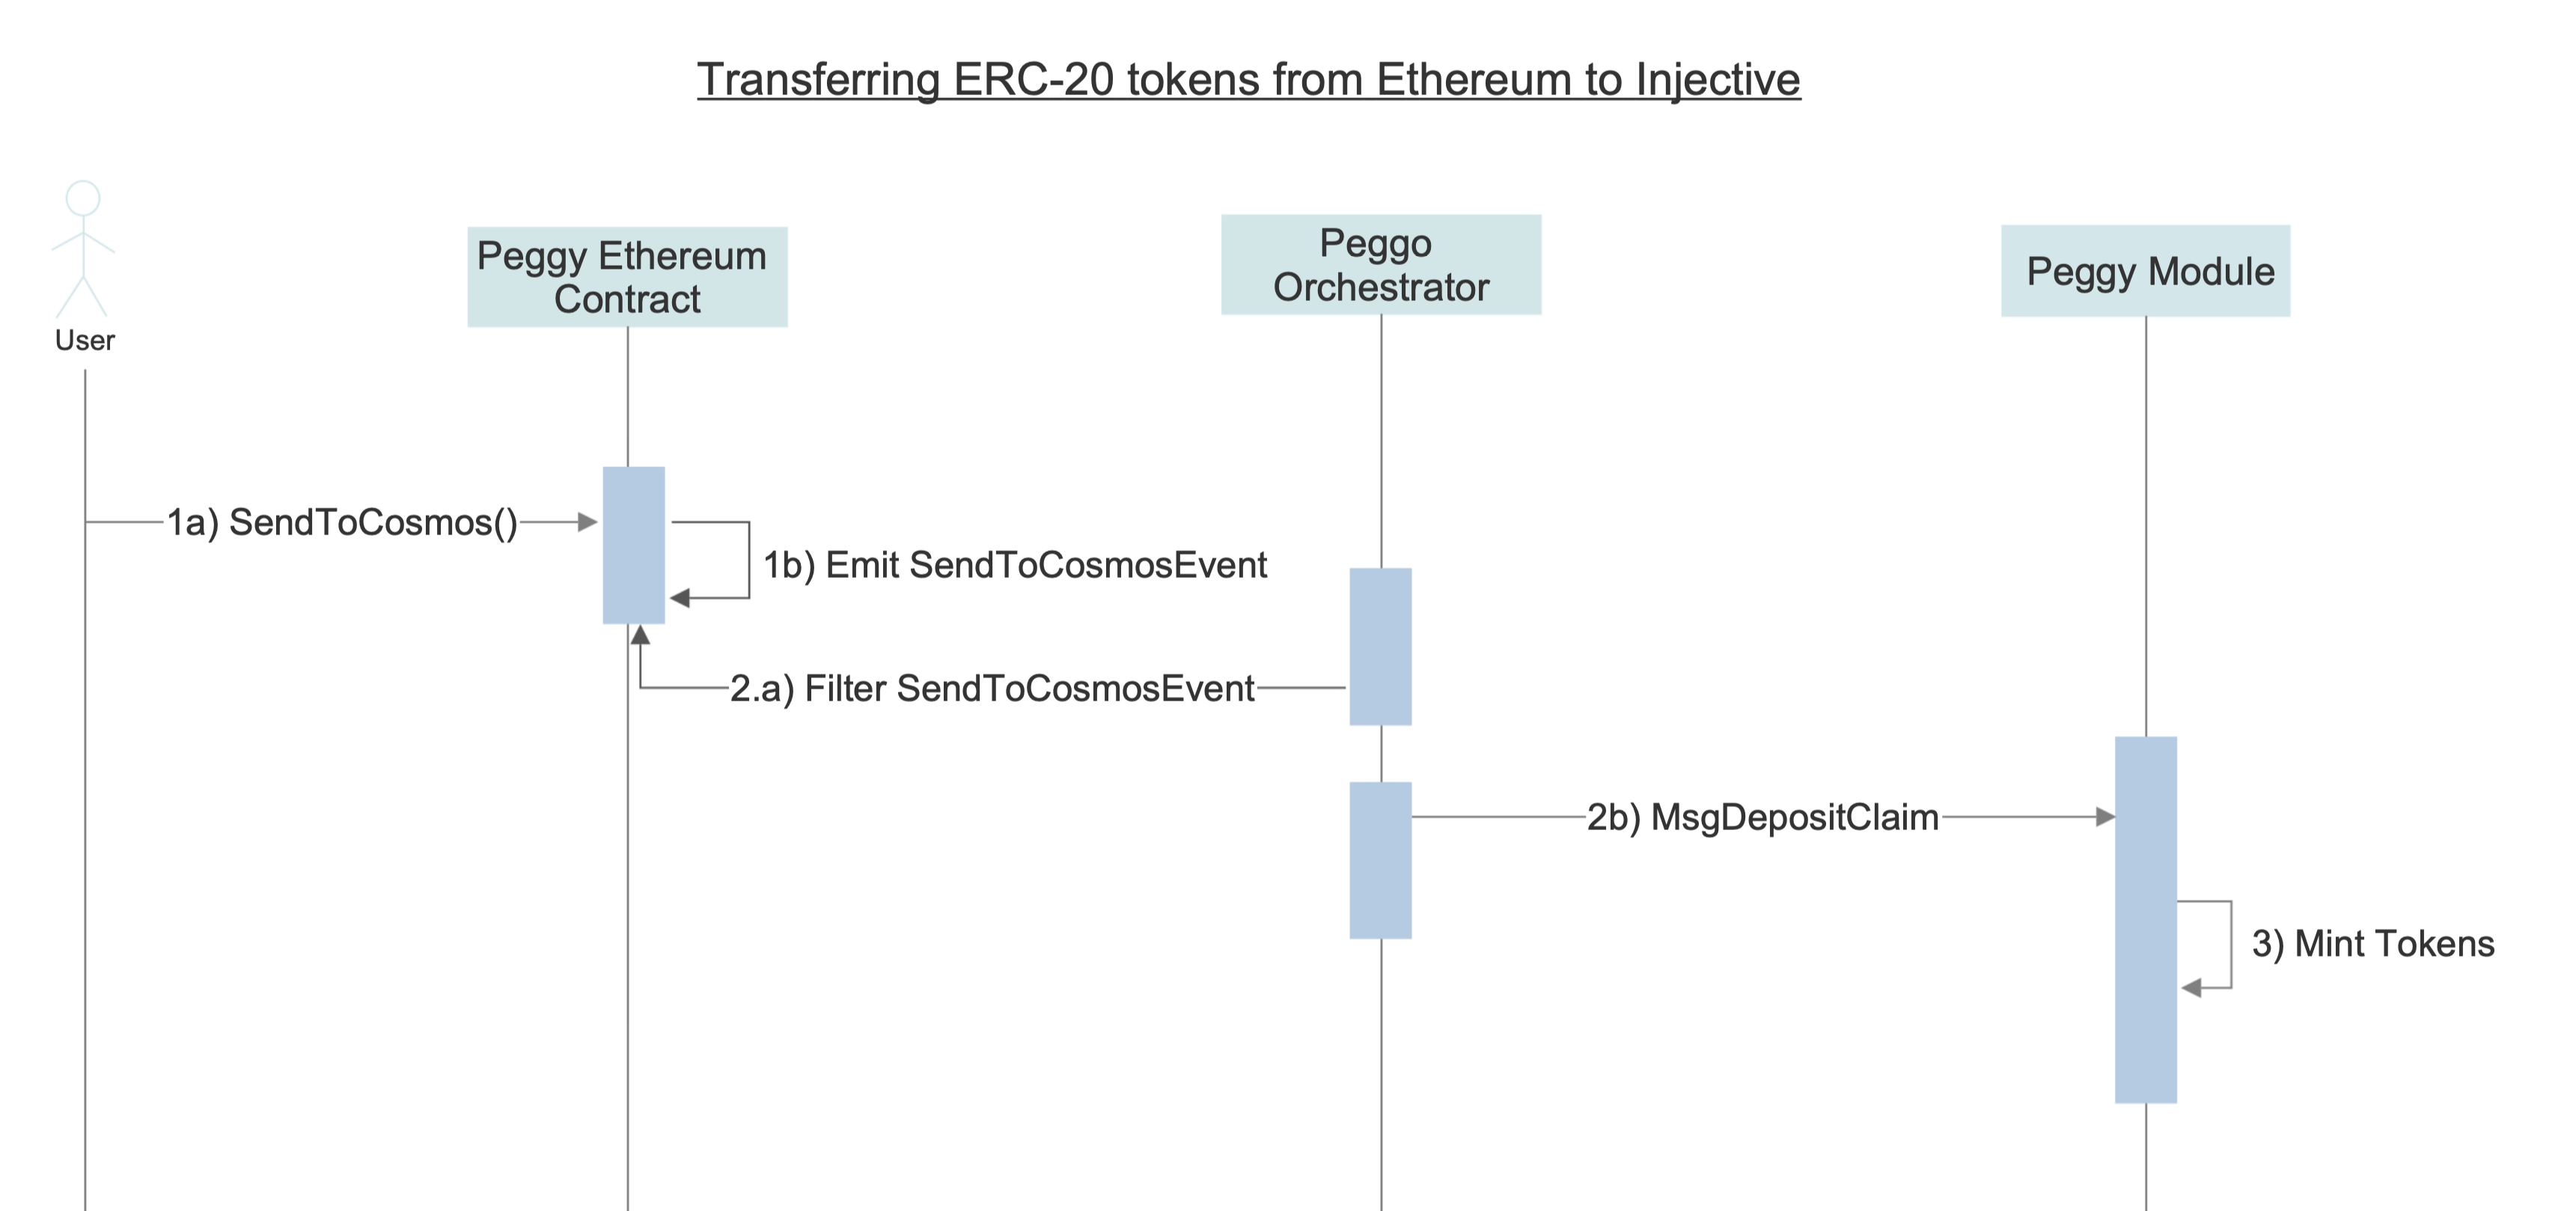 Transferring ERC-20 tokens from Ethereum to Injective
User
Peggy Ethereum
Contract
Peggo
Orchestrator
Peggy Module
1a) SendToCosmos()
1b) Emit SendToCosmosEvent
2.a) Filter SendToCosmosEvent
2b) MsgDepositClaim
3) Mint Tokens